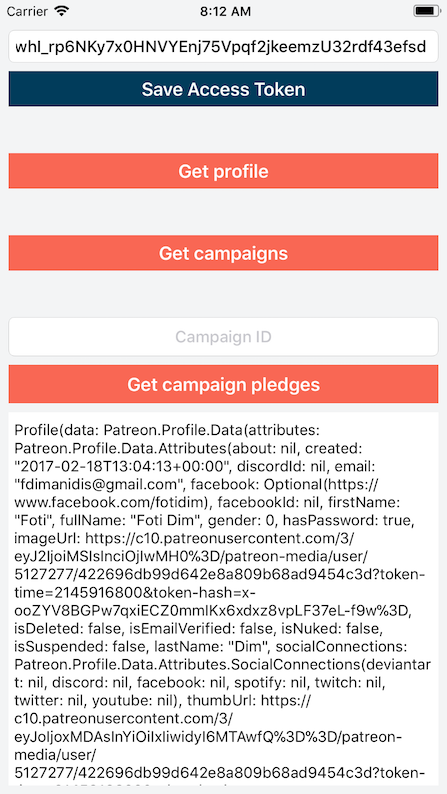 Carrier 8:12 AM
whl_rp6NKy7x0HNVYEnj75Vpqf2jkeemzU32rdf43efsd
Save Access Token
Get profile
Get campaigns
Campaign ID
Get campaign pledges
Profile(data: Patreon.Profile.Data(attributes:
Patreon.Profile.Data.Attributes(about: nil, created:
"2017-02-18T13:04:13+00:00", discordId: nil, email:
"fdimanidis@gmail.com", facebook: Optional(https://
www.facebook.com/fotidim), facebookId: nil, firstName:
"Foti", fullName: "Foti Dim", gender: 0, hasPassword: true,
imageUrl: https://c10.patreonusercontent.com/3/
eyJ2IjoiMSIsInciOjIwMH0%3D/patreon-media/user/
5127277/422696db99d642e8a809b68ad9454c3d?token-
time=2145916800&token-hash=x-
ooZYV8BGPw7qxiECZ0mmlKx6xdxz8vpLF37eL-f9w%3D,
isDeleted: false, isEmailVerified: false, isNuked: false,
isSuspended: false, lastName: "Dim", socialConnections:
Patreon.Profile.Data.Attributes.SocialConnections(deviantar
t: nil, discord: nil, facebook: nil, spotify: nil, twitch: nil,
twitter: nil, youtube: nil), thumbUrl: https://
c10.patreonusercontent.com/3/
eyJoIjoxMDAsInYiOiIxIiwidyI6MTAwfQ%3D%3D/patreon-
media/user/
5127277/422696db99d642e8a809b68ad9454c3d?token-